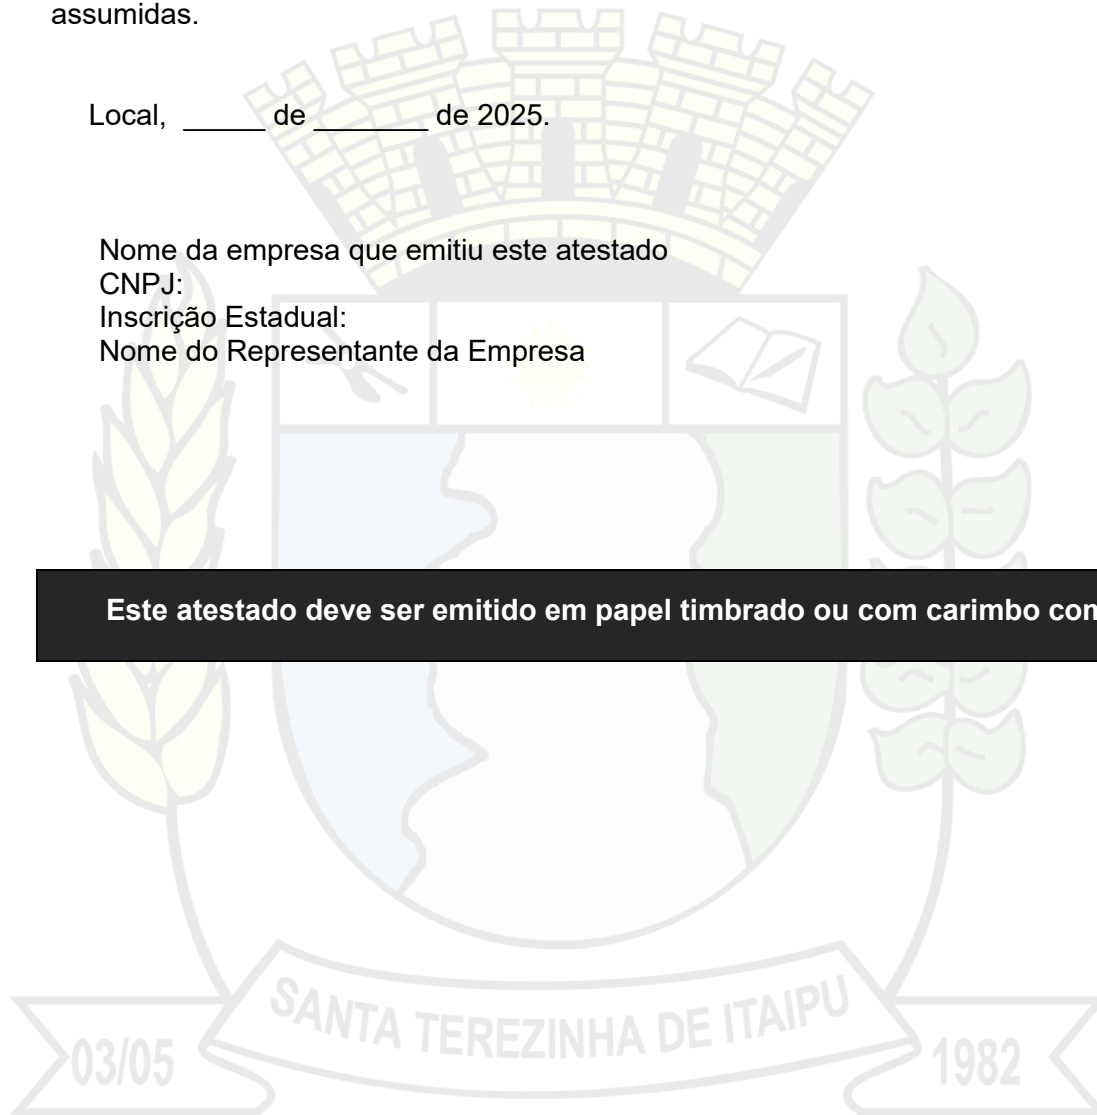 assumidas.
Local, _____ de _______ de 2025.
Nome da empresa que emitiu este atestado
CNPJ:
Inscrição Estadual:
Nome do Representante da Empresa
Este atestado deve ser emitido em papel timbrado ou com carimbo
SANTA TEREZINHA DE ITAIPU
03/05
1982